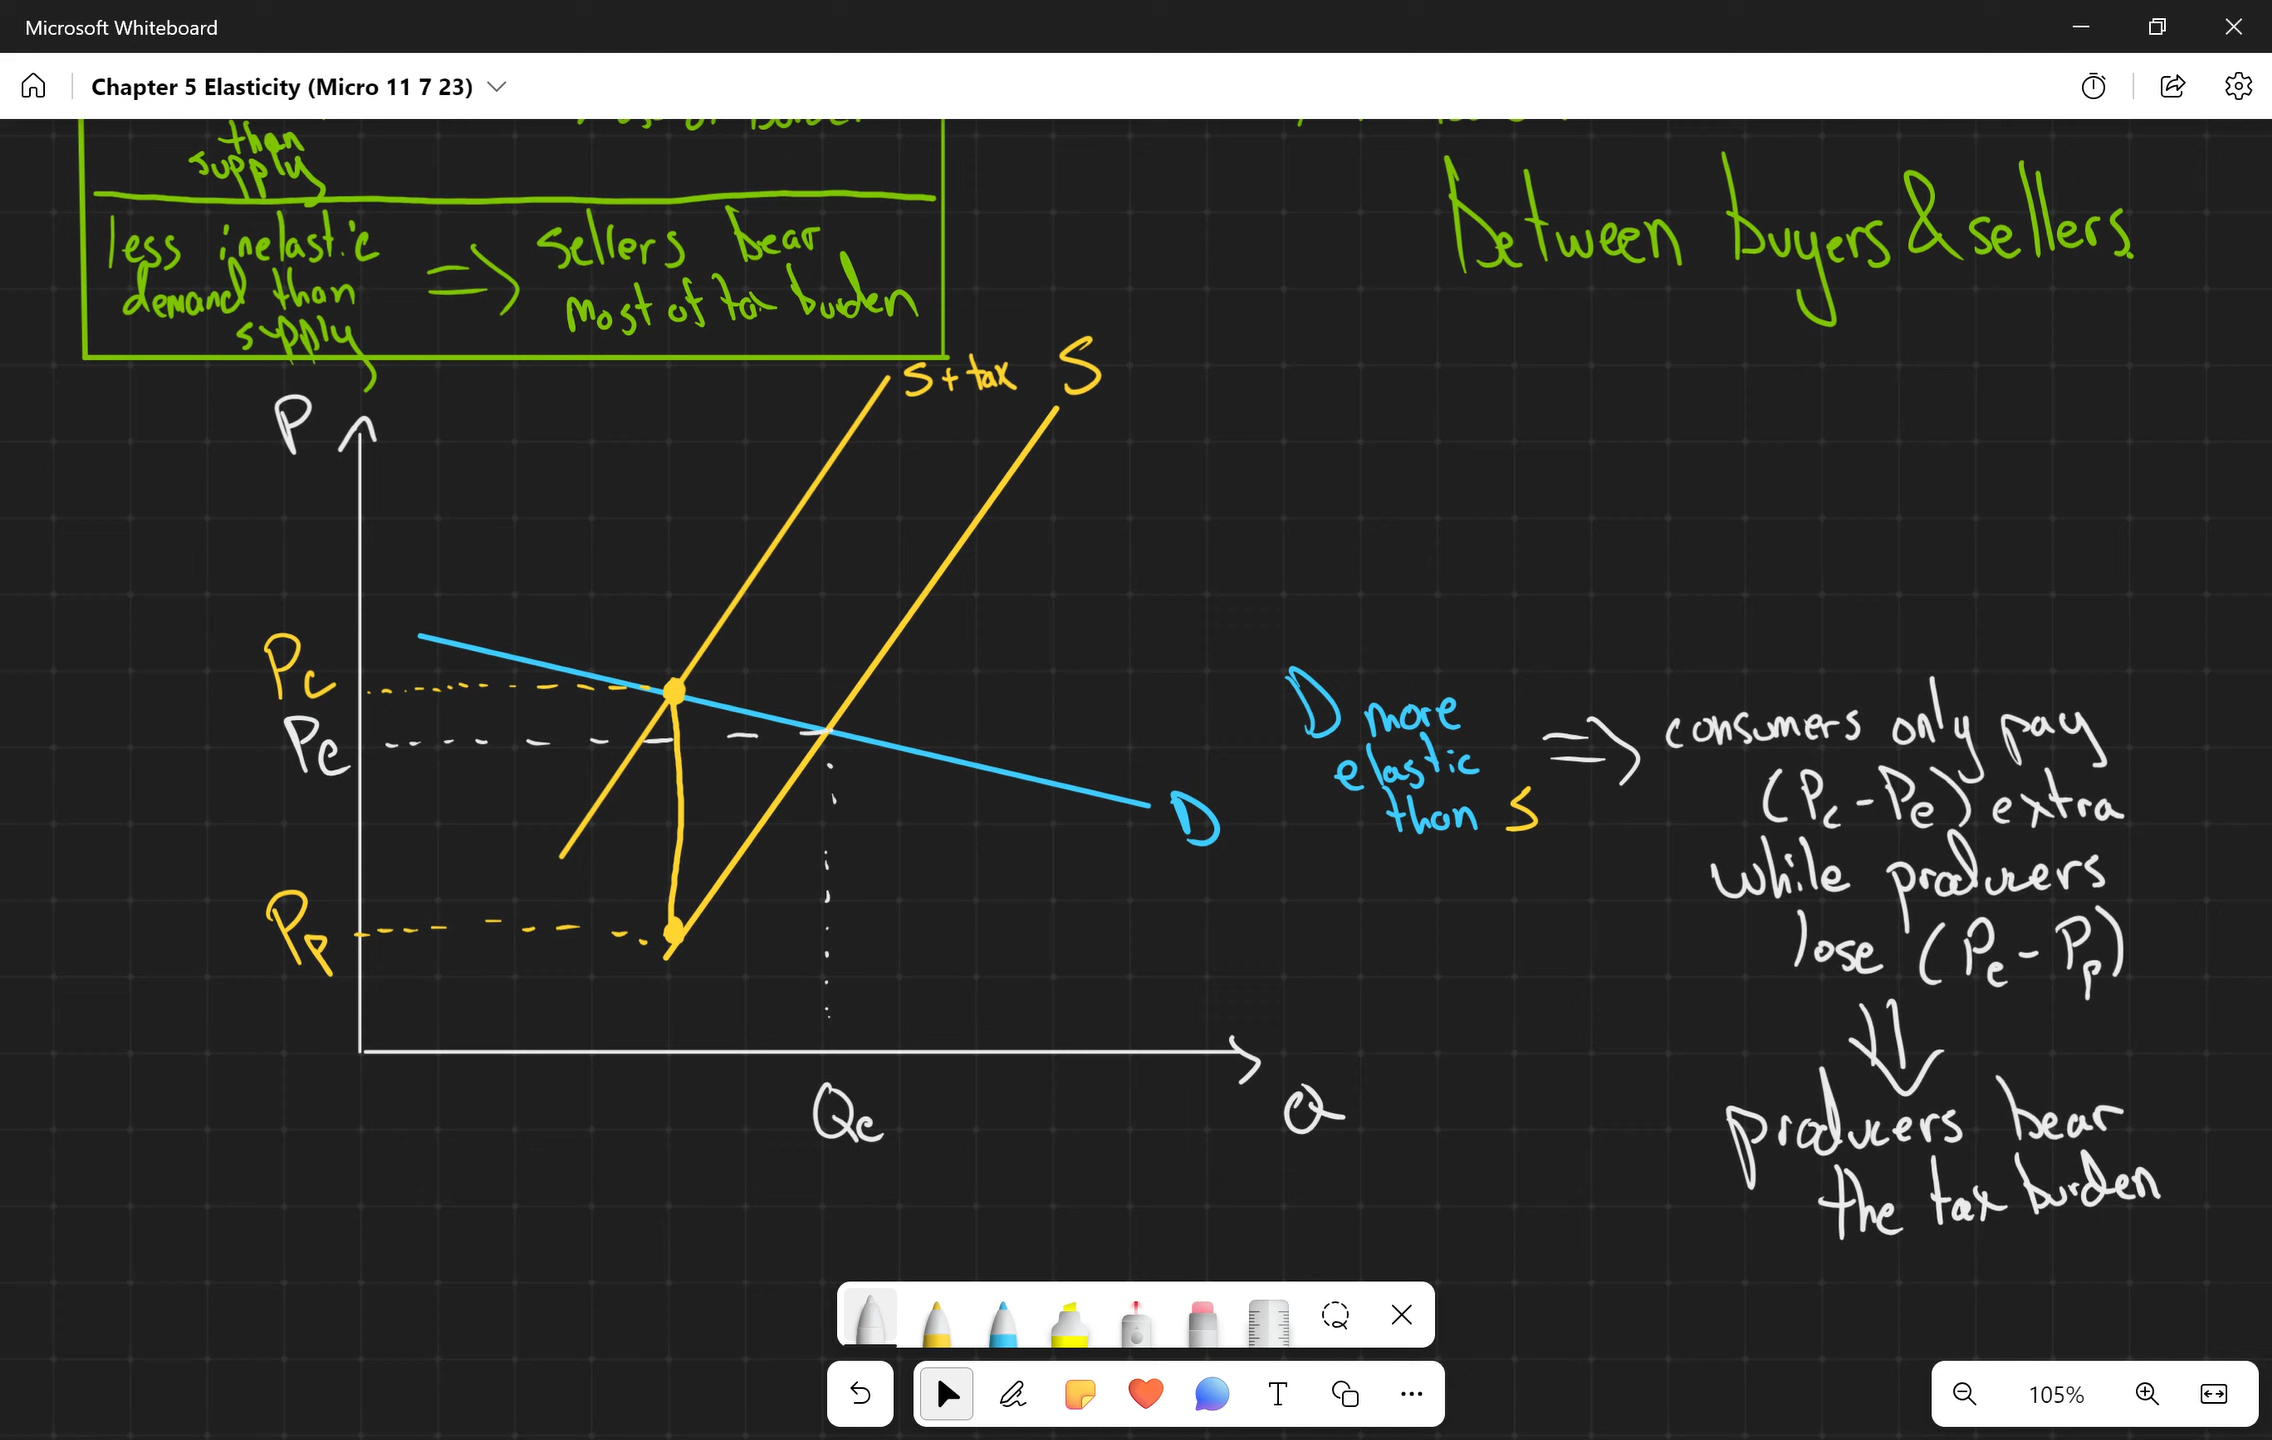 Microsoft Whiteboard
Chapter 5 Elasticity (Micro 11 7 23)
than
supply
less inelastic
demand than
supply
=> sellers bear
most of tax burden
between buyers & sellers.
S + tax
S
P
Pc
Pe
Pp
D
Qe
Q
D more
elastic
than S
=> consumers only pay
(Pc - Pe) extra
while producers
lose (Pe - Pp)
producers bear
the tax burden
105%